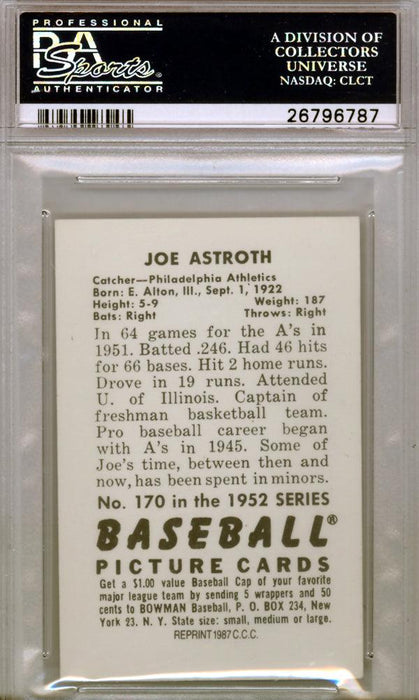 PROFESSIONAL
PSA
Sports®
AUTHENTICATOR
A DIVISION OF
COLLECTORS
UNIVERSE
NASDAQ: CLCT
26796787
JOE ASTROTH
Catcher—Philadelphia Athletics
Born: E. Alton, Ill., Sept. 1, 1922
Height: 5-9 Weight: 187
Bats: Right Throws: Right
In 64 games for the A's in
1951. Batted .246. Had 46 hits
for 66 bases. Hit 2 home runs.
Drove in 19 runs. Attended
U. of Illinois. Captain of
freshman basketball team.
Pro baseball career began
with A's in 1945. Some of
Joe's time, between then and
now, has been spent in minors.
No. 170 in the 1952 SERIES
BASEBALL®
PICTURE CARDS
Get a $1.00 value Baseball Cap of your favorite
major league team by sending 5 wrappers and 50
cents to BOWMAN Baseball, P. O. BOX 234, New
York 23. N. Y. State size: small, medium or large.
REPRINT 1987 C.C.C.